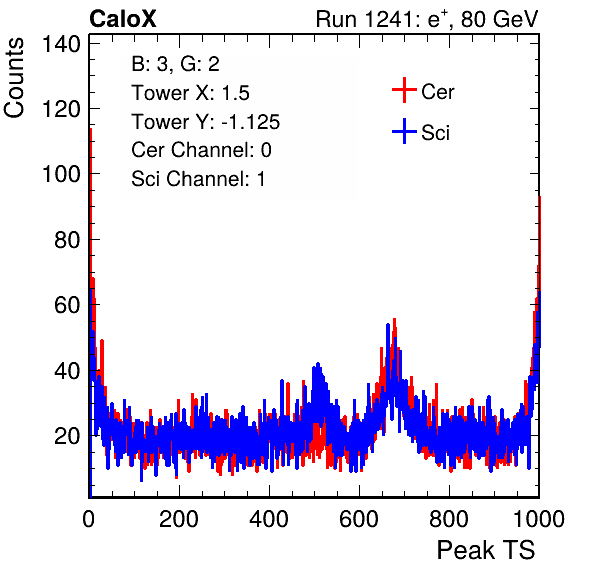 CaloX Run 1241: e⁺, 80 GeV
Counts
140
120
100
80
60
40
20
B: 3, G: 2
Tower X: 1.5
Tower Y: -1.125
Cer Channel: 0
Sci Channel: 1
Cer
Sci
0 200 400 600 800 1000
Peak TS